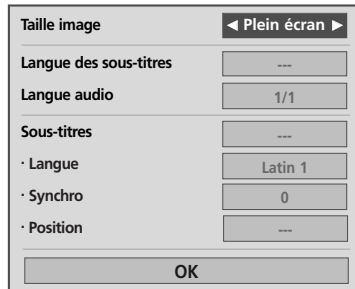 Taille image ◄ Plein écran ►
Langue des sous-titres ---
Langue audio 1/1
Sous-titres ---
· Langue Latin 1
· Synchro 0
· Position ---
OK